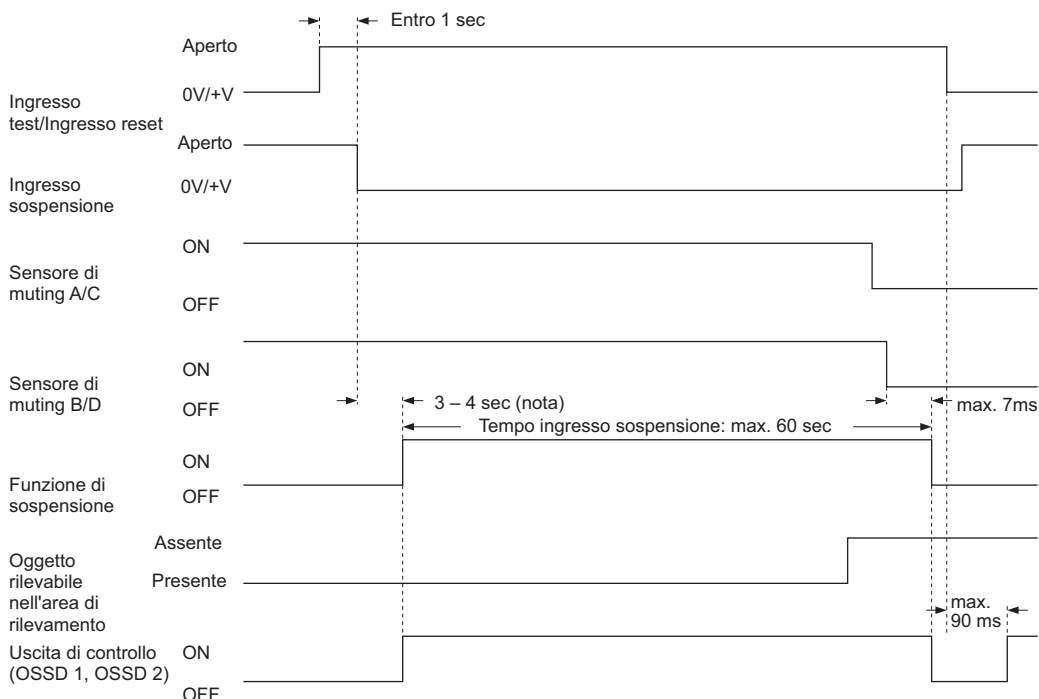 Entro 1 sec
Aperto
0V/+V
Ingresso
test/Ingresso reset
Aperto
Ingresso
sospensione
0V/+V
ON
Sensore di
muting A/C
OFF
ON
Sensore di
muting B/D
OFF
3 – 4 sec (nota)
max. 7ms
Tempo ingresso sospensione: max. 60 sec
ON
Funzione di
sospensione
OFF
Assente
Oggetto
rilevabile
nell'area di
rilevamento
Presente
max.
90 ms
Uscita di controllo
(OSSD 1, OSSD 2)
ON
OFF